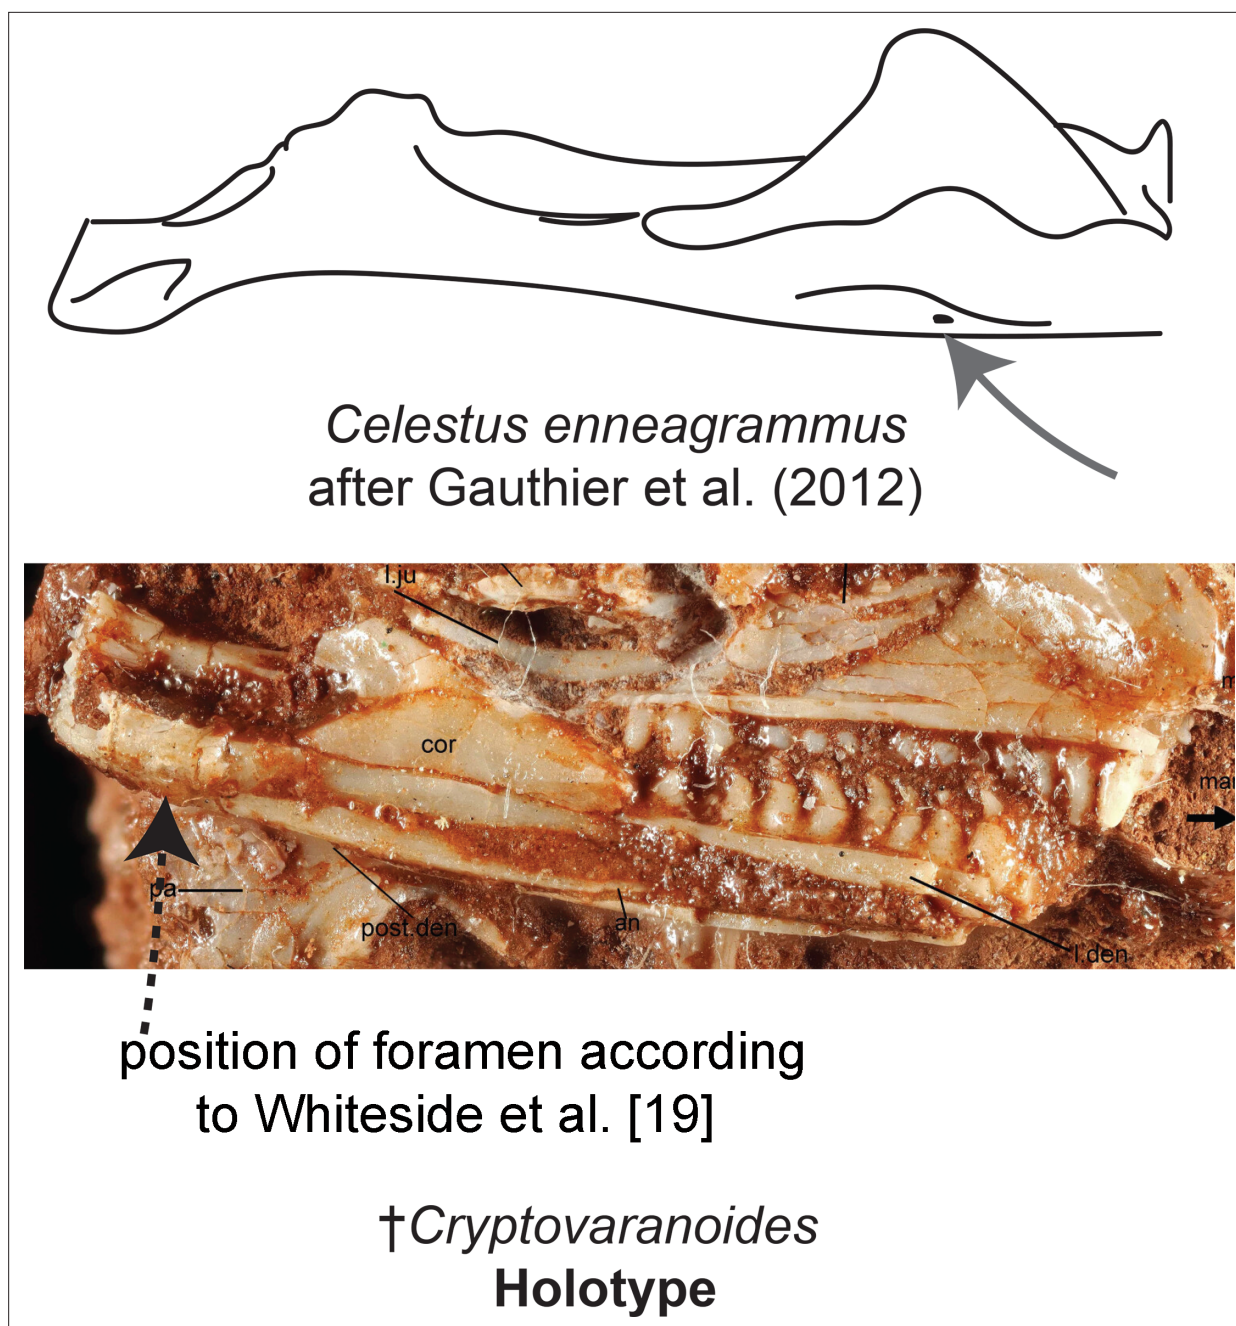 Celestus enneagrammus
after Gauthier et al. (2012)
l.ju
cor
pa
post.den
an
l.den
position of foramen according
to Whiteside et al. [19]
†Cryptovaranoides
Holotype